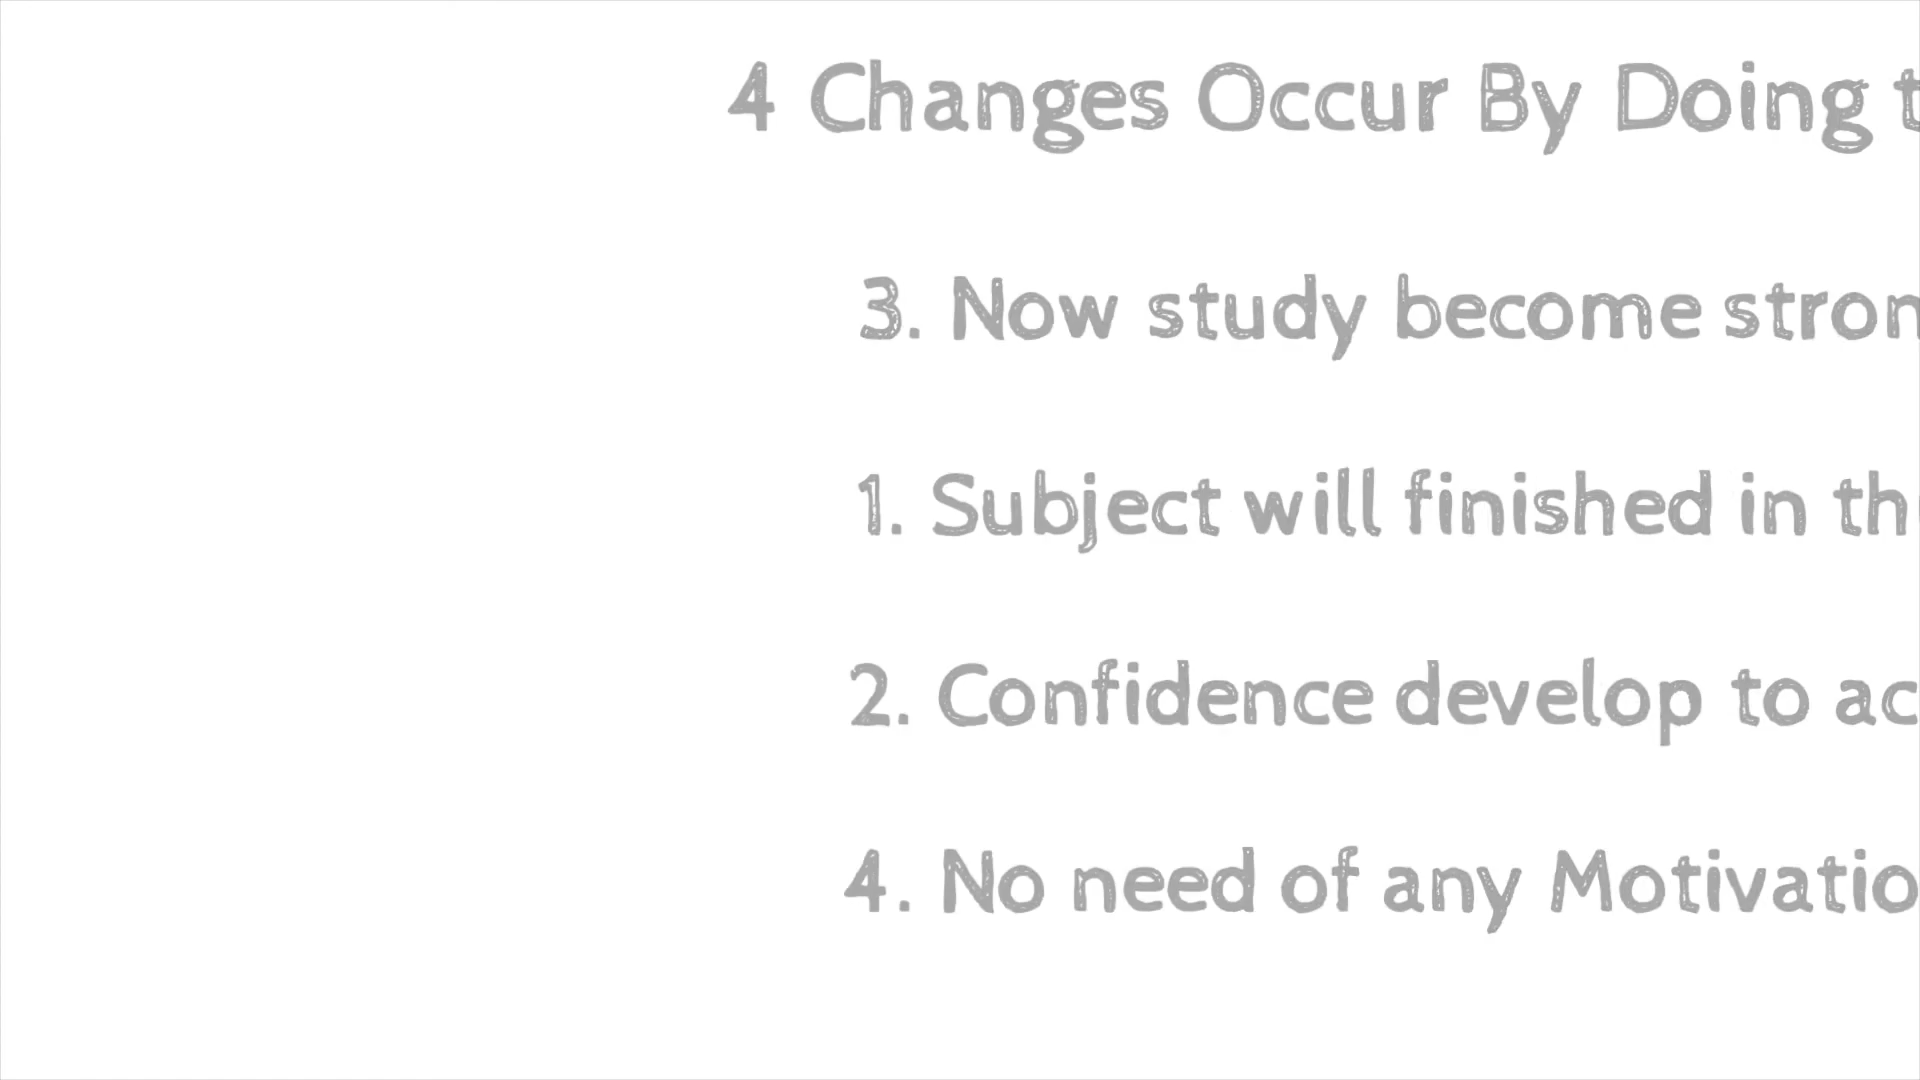 4 Changes Occur By Doing
3. Now study become
1. Subject will finished in
2. Confidence develop to
4. No need of any